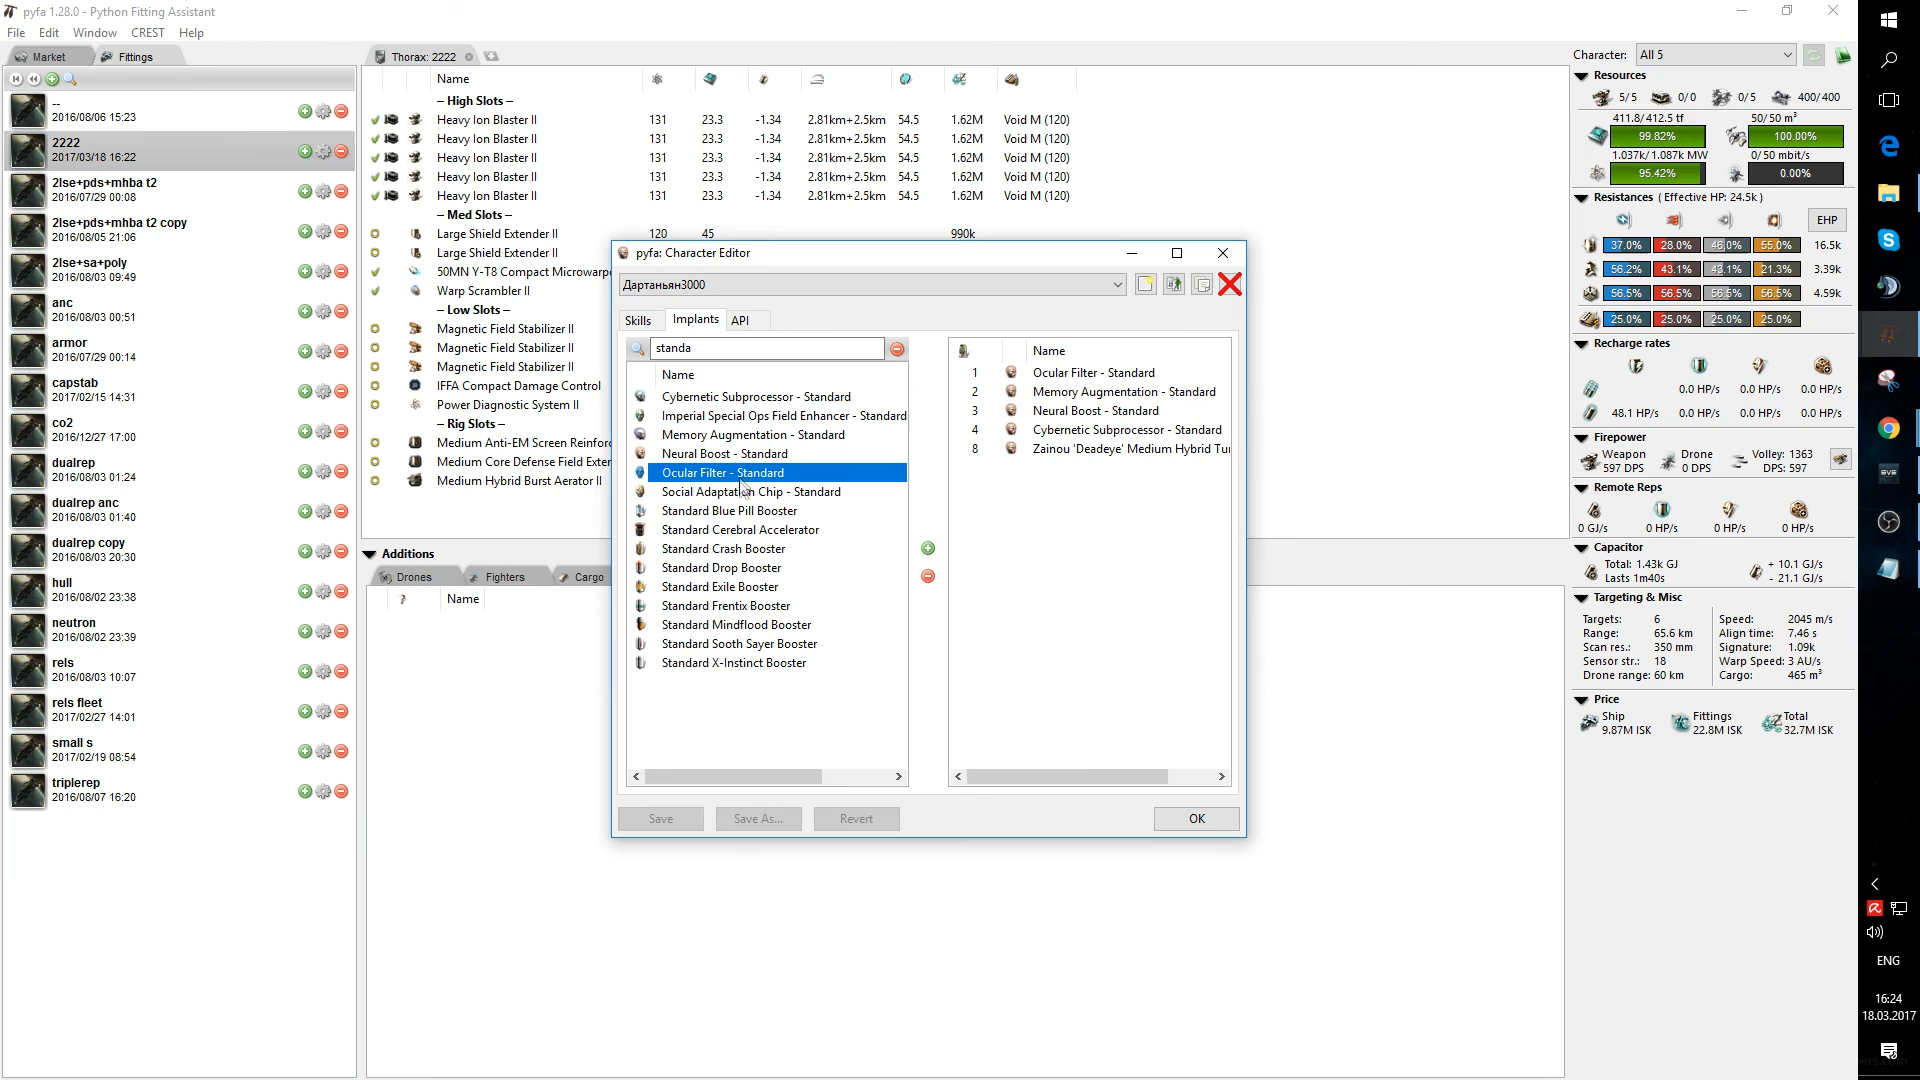 pyfa 1.28.0 - Python Fitting Assistant
File Edit Window CREST Help
Market Fittings
Thorax: 2222
Character: All 5
-- 
2016/08/06 15:23
2222
2017/03/18 16:22
2lse+pds+mhba t2
2016/07/29 00:08
2lse+pds+mhba t2 copy
2016/08/05 21:06
2lse+sa+poly
2016/08/03 09:49
anc
2016/08/03 00:51
armor
2016/07/29 00:14
capstab
2017/02/15 14:31
co2
2016/12/27 17:00
dualrep
2016/08/03 01:24
dualrep anc
2016/08/03 01:40
dualrep copy
2016/08/03 20:30
hull
2016/08/02 23:38
neutron
2016/08/02 23:39
rels
2016/08/03 10:07
rels fleet
2017/02/27 14:01
small s
2017/02/19 08:54
triplerep
2016/08/07 16:20
Name
– High Slots –
Heavy Ion Blaster II 131 23.3 -1.34 2.81km+2.5km 54.5 1.62M Void M (120)
Heavy Ion Blaster II 131 23.3 -1.34 2.81km+2.5km 54.5 1.62M Void M (120)
Heavy Ion Blaster II 131 23.3 -1.34 2.81km+2.5km 54.5 1.62M Void M (120)
Heavy Ion Blaster II 131 23.3 -1.34 2.81km+2.5km 54.5 1.62M Void M (120)
Heavy Ion Blaster II 131 23.3 -1.34 2.81km+2.5km 54.5 1.62M Void M (120)
– Med Slots –
Large Shield Extender II 120 45 990k
Large Shield Extender II
50MN Y-T8 Compact Microwarp
Warp Scrambler II
– Low Slots –
Magnetic Field Stabilizer II
Magnetic Field Stabilizer II
Magnetic Field Stabilizer II
IFFA Compact Damage Control
Power Diagnostic System II
– Rig Slots –
Medium Anti-EM Screen Reinforc
Medium Core Defense Field Exter
Medium Hybrid Burst Aerator II
Additions
Drones Fighters Cargo
? Name
pyfa: Character Editor
Дартаньян3000
Skills Implants API
standa
Name
Cybernetic Subprocessor - Standard
Imperial Special Ops Field Enhancer - Standard
Memory Augmentation - Standard
Neural Boost - Standard
Ocular Filter - Standard
Social Adaptation Chip - Standard
Standard Blue Pill Booster
Standard Cerebral Accelerator
Standard Crash Booster
Standard Drop Booster
Standard Exile Booster
Standard Frentix Booster
Standard Mindflood Booster
Standard Sooth Sayer Booster
Standard X-Instinct Booster
Name
1 Ocular Filter - Standard
2 Memory Augmentation - Standard
3 Neural Boost - Standard
4 Cybernetic Subprocessor - Standard
8 Zainou 'Deadeye' Medium Hybrid Tur
Save Save As... Revert OK
Resources
5/5 0/0 0/5 400/400
411.8/412.5 tf 50/50 m³
99.82% 100.00%
1.037k/1.087k MW 0/50 mbit/s
95.42% 0.00%
Resistances (Effective HP: 24.5k)
EHP
37.0% 28.0% 46.0% 55.0% 16.5k
56.2% 43.1% 43.1% 21.3% 3.39k
56.5% 56.5% 56.5% 56.5% 4.59k
25.0% 25.0% 25.0% 25.0%
Recharge rates
0.0 HP/s 0.0 HP/s 0.0 HP/s
48.1 HP/s 0.0 HP/s 0.0 HP/s 0.0 HP/s
Firepower
Weapon Drone Volley: 1363
597 DPS 0 DPS DPS: 597
Remote Reps
0 GJ/s 0 HP/s 0 HP/s 0 HP/s
Capacitor
Total: 1.43k GJ + 10.1 GJ/s
Lasts 1m40s - 21.1 GJ/s
Targeting & Misc
Targets: 6 Speed: 2045 m/s
Range: 65.6 km Align time: 7.46 s
Scan res.: 350 mm Signature: 1.09k
Sensor str.: 18 Warp Speed: 3 AU/s
Drone range: 60 km Cargo: 465 m³
Price
Ship Fittings Total
9.87M ISK 22.8M ISK 32.7M ISK
EVE
ENG
16:24
18.03.2017